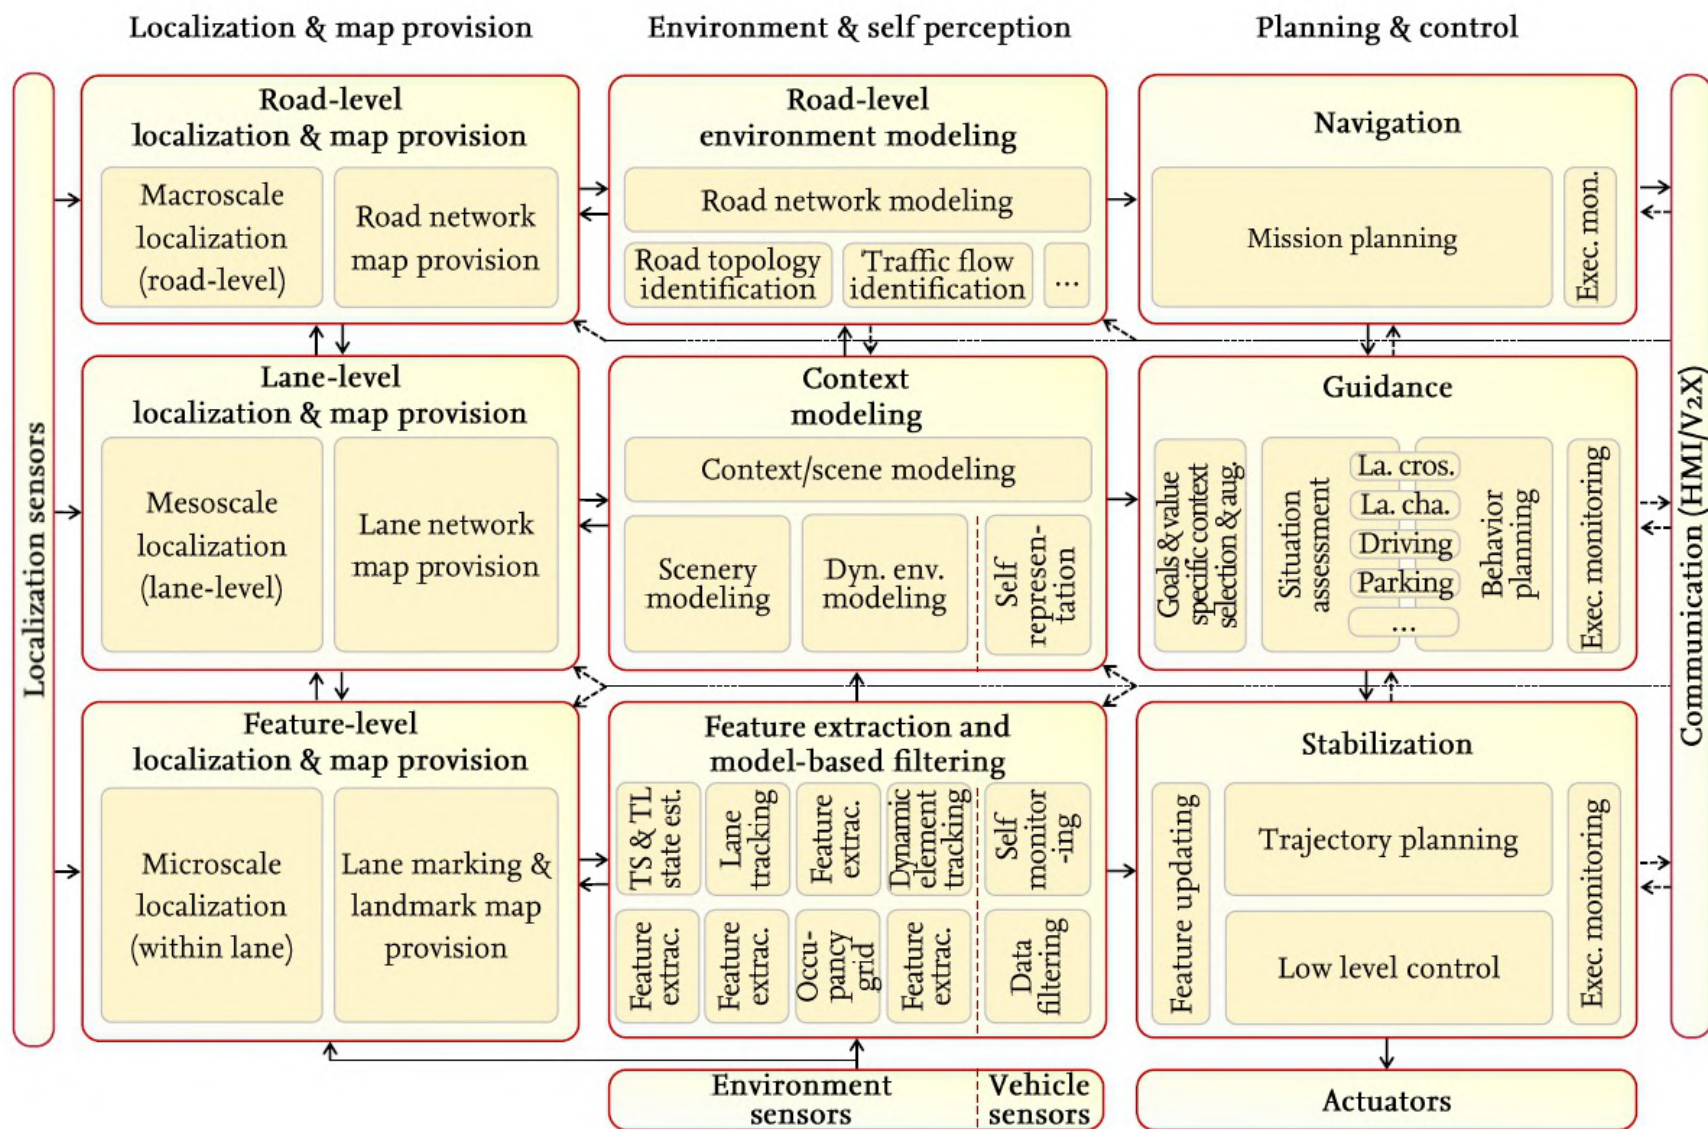 Localization & map provision
Environment & self perception
Planning & control
Localization sensors
Road-level
localization & map provision
Macroscale
localization
(road-level)
Road network
map provision
Road-level
environment modeling
Road network modeling
Road topology
identification
Traffic flow
identification
...
Navigation
Mission planning
Exec. mon.
Lane-level
localization & map provision
Mesoscale
localization
(lane-level)
Lane network
map provision
Context
modeling
Context/scene modeling
Scenery
modeling
Dyn. env.
modeling
Self
represen-
tation
Guidance
Goals & value
specific context
selection & aug.
Situation
assessment
La. cros.
La. cha.
Driving
Parking
...
Behavior
planning
Exec. monitoring
Feature-level
localization & map provision
Microscale
localization
(within lane)
Lane marking &
landmark map
provision
Feature extraction and
model-based filtering
TS & TL
state est.
Lane
tracking
Feature
extrac.
Dynamic
element
tracking
Self
monitor
-ing
Feature
extrac.
Feature
extrac.
Occu-
pancy
grid
Feature
extrac.
Data
filtering
Stabilization
Feature updating
Trajectory planning
Low level control
Exec. monitoring
Communication (HMI/V2X)
Environment
sensors
Vehicle
sensors
Actuators